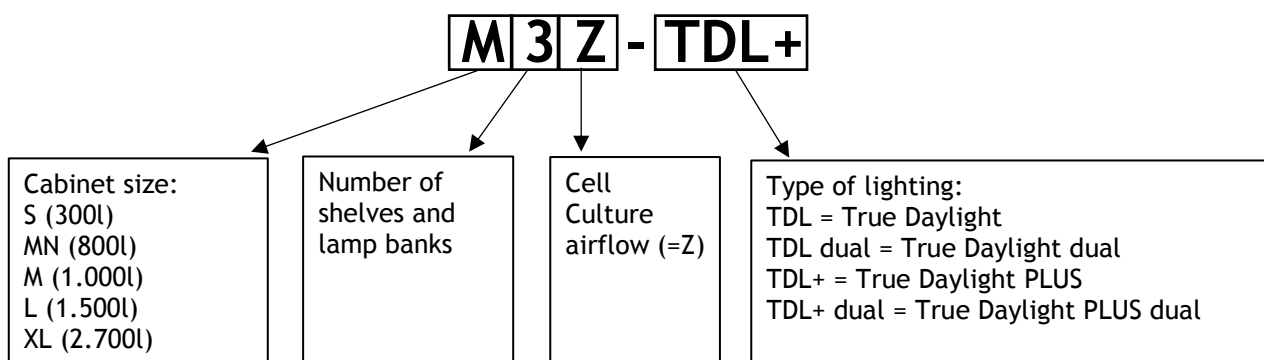 M 3 Z - TDL+
Cabinet size:
S (300l)
MN (800l)
M (1.000l)
L (1.500l)
XL (2.700l)
Number of
shelves and
lamp banks
Cell
Culture
airflow (=Z)
Type of lighting:
TDL = True Daylight
TDL dual = True Daylight dual
TDL+ = True Daylight PLUS
TDL+ dual = True Daylight PLUS dual